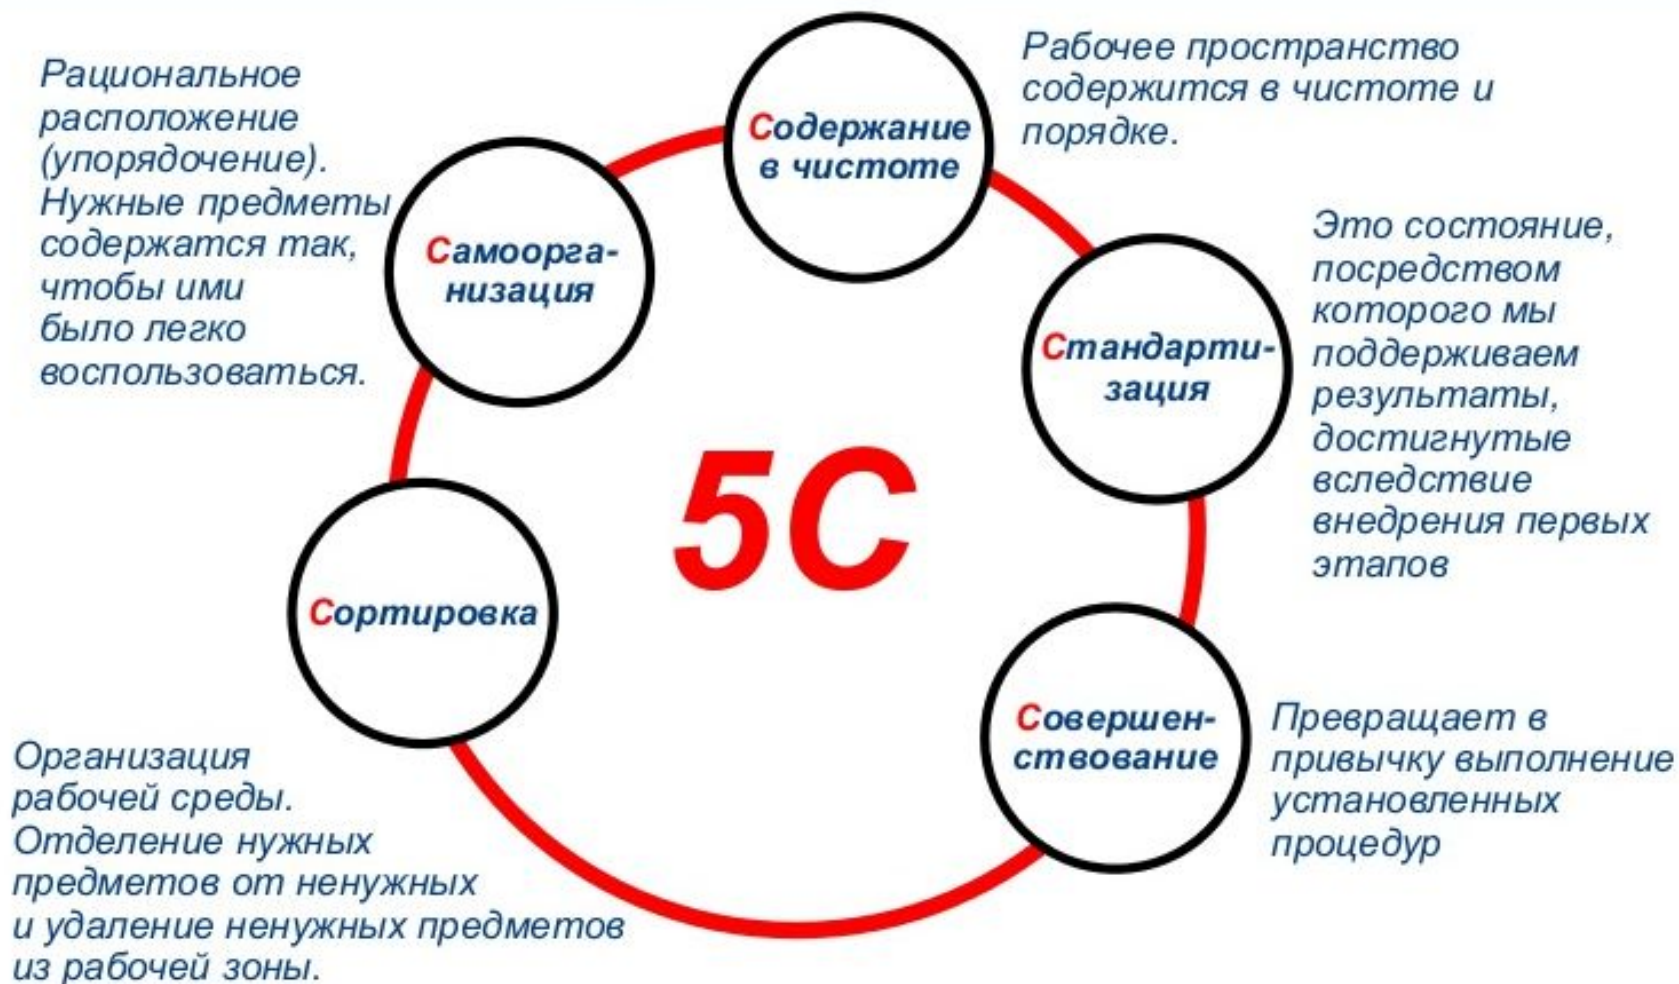 Рациональное
расположение
(упорядочение).
Нужные предметы
содержатся так,
чтобы ими
было легко
воспользоваться.
Самоорга-
низация
Содержание
в чистоте
Рабочее пространство
содержится в чистоте и
порядке.
Стандарти-
зация
Это состояние,
посредством
которого мы
поддерживаем
результаты,
достигнутые
вследствие
внедрения первых
этапов
5С
Сортировка
Организация
рабочей среды.
Отделение нужных
предметов от ненужных
и удаление ненужных предметов
из рабочей зоны.
Совершен-
ствование
Превращает в
привычку выполнение
установленных
процедур